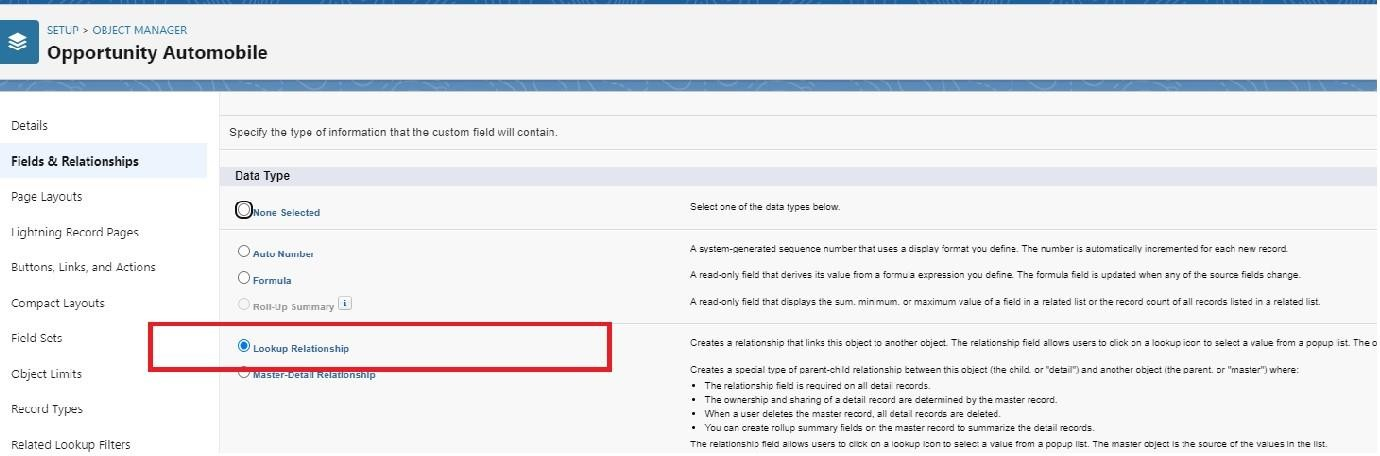 SETUP > OBJECT MANAGER
Opportunity Automobile
Details
Fields & Relationships
Page Layouts
Lightning Record Pages
Buttons, Links, and Actions
Compact Layouts
Field Sets
Object Limits
Record Types
Related Lookup Filters
Specify the type of information that the custom field will contain.
Data Type
None Selected
Select one of the data types below.
Auto Number
A system-generated sequence number that uses a display format you define. The number is automatically incremented for each new record.
Formula
A read-only field that derives its value from a formula expression you define. The formula field is updated when any of the source fields change.
Roll-Up Summary i
A read-only field that displays the sum, minimum, or maximum value of a field in a related list or the record count of all records listed in a related list.
Lookup Relationship
Creates a relationship that links this object to another object. The relationship field allows users to click on a lookup icon to select a value from a popup list. The o
Master-Detail Relationship
Creates a special type of parent-child relationship between this object (the child, or "detail") and another object (the parent, or "master") where:
• The relationship field is required on all detail records.
• The ownership and sharing of a detail record are determined by the master record.
• When a user deletes the master record, all detail records are deleted.
• You can create rollup summary fields on the master record to summarize the detail records.
The relationship field allows users to click on a lookup icon to select a value from a popup list. The master object is the source of the values in the list.